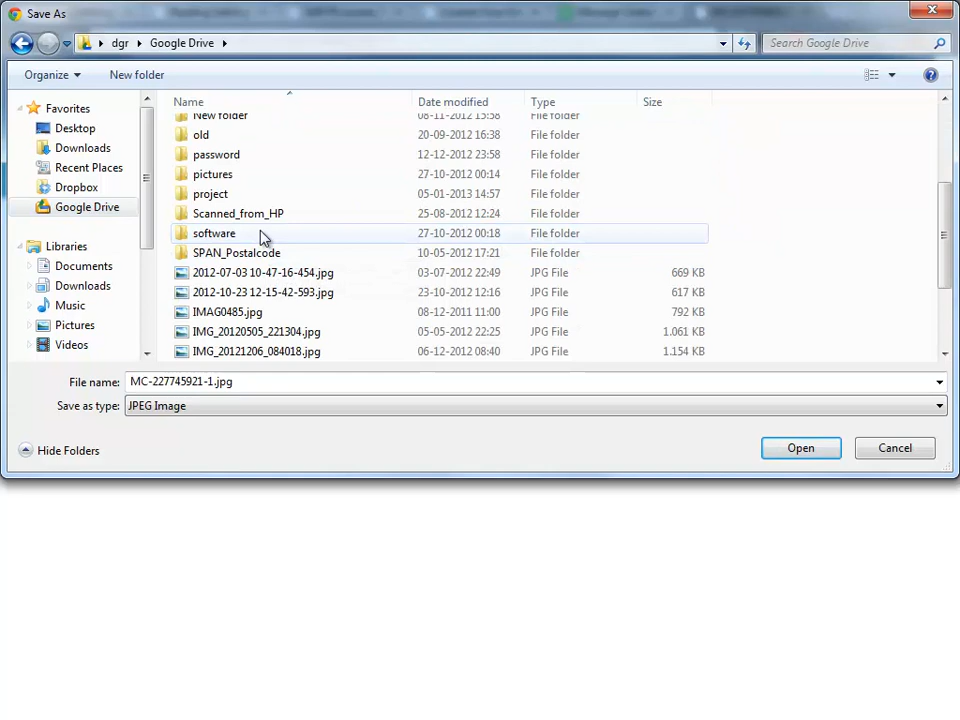 Save As
dgr Google Drive Search Google Drive
Organize New folder
Name Date modified Type Size
Favorites
Desktop
Downloads
Recent Places
Dropbox
Google Drive
Libraries
Documents
Downloads
Music
Pictures
Videos
New folder 08-11-2012 15:58 File folder
old 20-09-2012 16:38 File folder
password 12-12-2012 23:58 File folder
pictures 27-10-2012 00:14 File folder
project 05-01-2013 14:57 File folder
Scanned_from_HP 25-08-2012 12:24 File folder
software 27-10-2012 00:18 File folder
SPAN_Postalcode 10-05-2012 17:21 File folder
2012-07-03 10-47-16-454.jpg 03-07-2012 22:49 JPG File 669 KB
2012-10-23 12-15-42-593.jpg 23-10-2012 12:16 JPG File 617 KB
IMAG0485.jpg 08-12-2011 11:00 JPG File 792 KB
IMG_20120505_221304.jpg 05-05-2012 22:25 JPG File 1.061 KB
IMG_20121206_084018.jpg 06-12-2012 08:40 JPG File 1.154 KB
File name: MC-227745921-1.jpg
Save as type: JPEG Image
Hide Folders Open Cancel